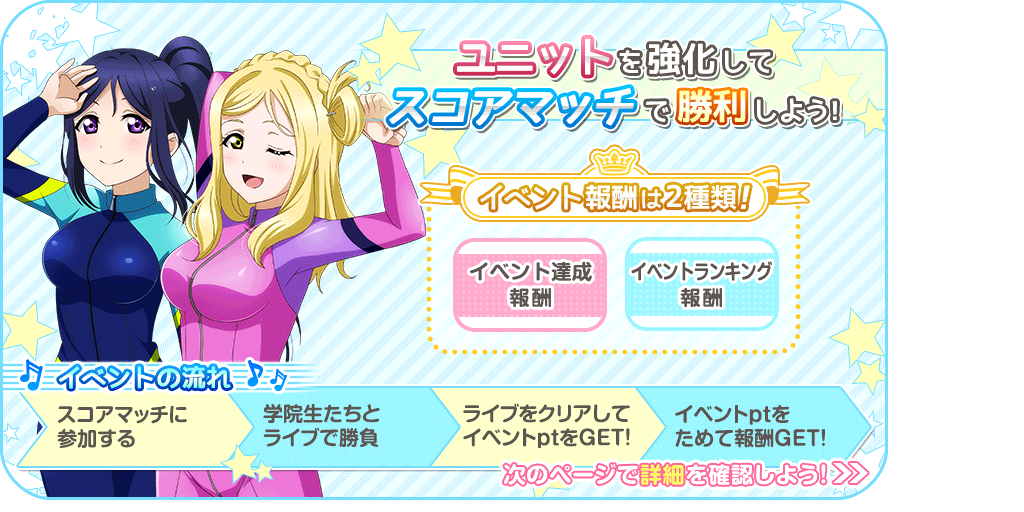 ユニットを強化して
スコアマッチで勝利しよう!
イベント報酬は2種類!
イベント達成
報酬
イベントランキング
報酬
イベントの流れ
スコアマッチに
参加する
学院生たちと
ライブで勝負
ライブをクリアして
イベントptをGET!
イベントptを
ためて報酬GET!
次のページで詳細を確認しよう!